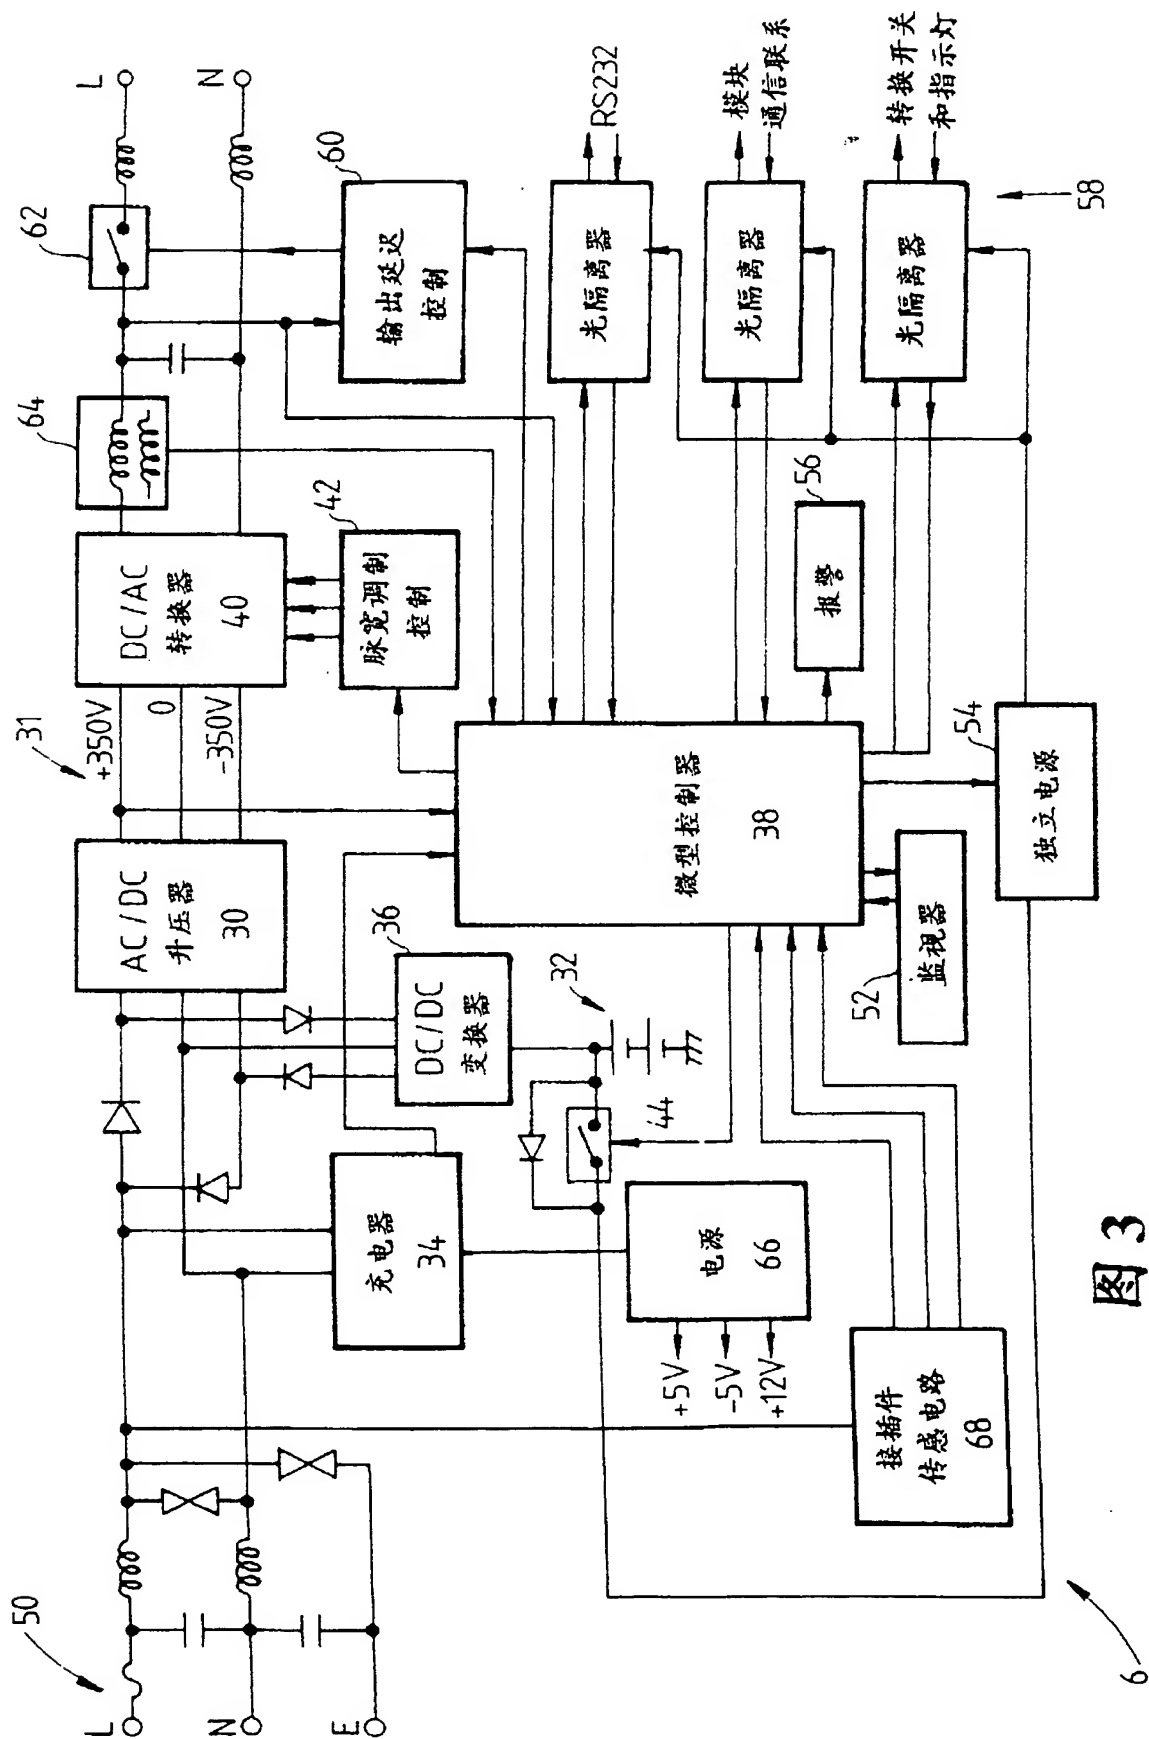 50
L
N
E
6
31
AC/DC
升压器
30
+350V
0
-350V
DC/AC
转换器
40
64
62
L
N
充电器
34
DC/DC
变换器
36
32
44
脉宽调制
控制
42
输出延迟
控制
60
电源
66
+5V
-5V
+12V
微型控制器
38
光隔离器
RS232
光隔离器
模块
通信联系
光隔离器
转换开关
和指示灯
58
报警
56
接插件
传感电路
68
监視器
52
独立电源
54
图 3